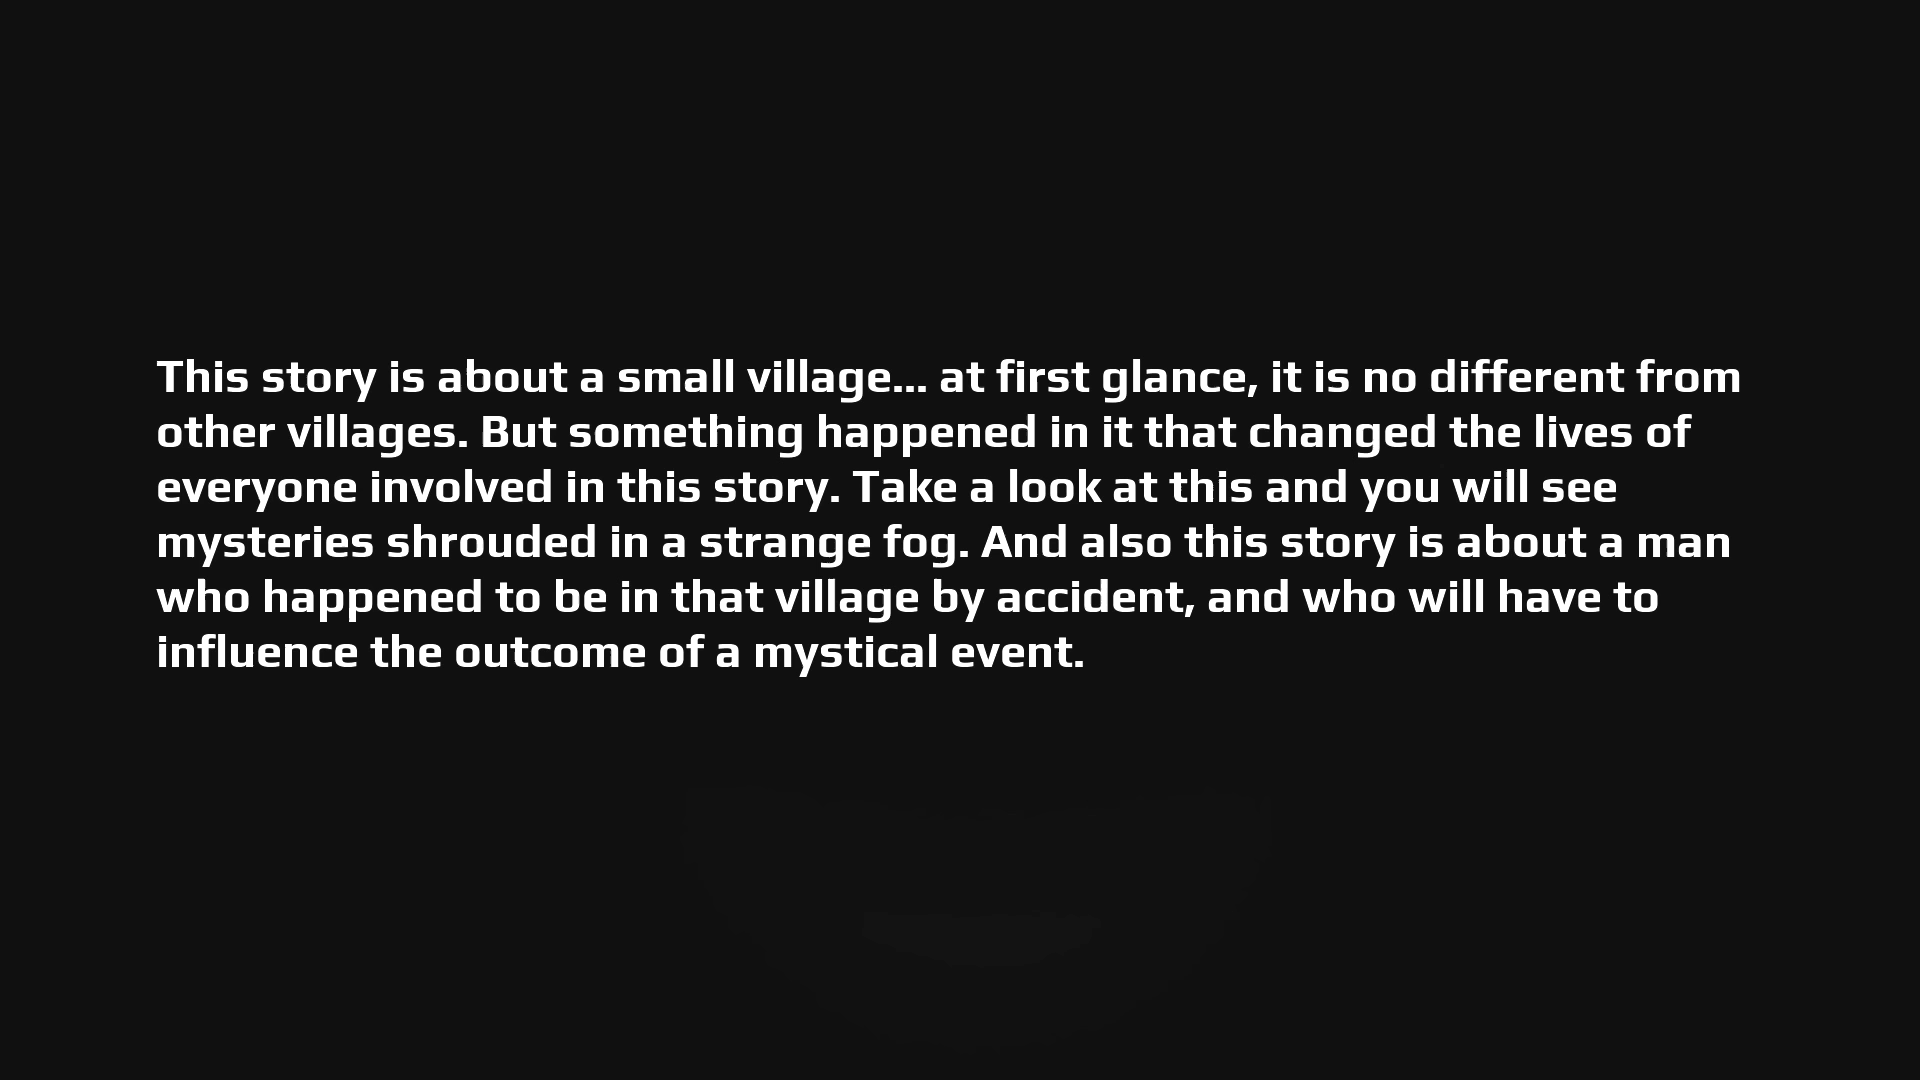 This story is about a small village... at first glance, it is no different from
other villages. But something happened in it that changed the lives of
everyone involved in this story. Take a look at this and you will see
mysteries shrouded in a strange fog. And also this story is about a man
who happened to be in that village by accident, and who will have to
influence the outcome of a mystical event.